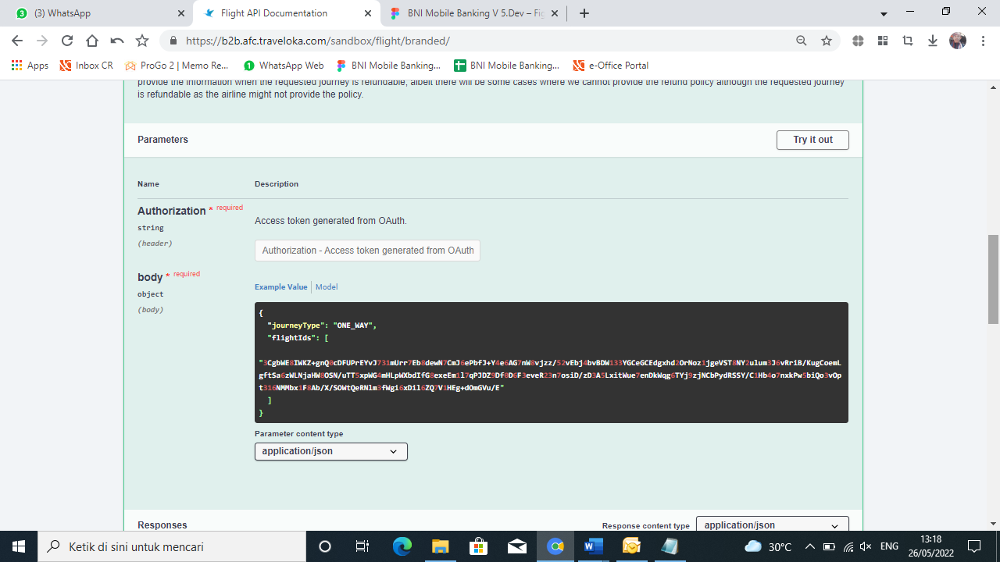 (3) WhatsApp
Flight API Documentation
BNI Mobile Banking V 5.Dev – Fig
https://b2b.afc.traveloka.com/sandbox/flight/branded/
Apps
Inbox CR
ProGo 2 | Memo Re...
WhatsApp Web
BNI Mobile Banking...
BNI Mobile Banking...
e-Office Portal
provide the information when the requested journey is refundable, albeit there will be some cases where we cannot provide the refund policy although the requested journey
is refundable as the airline might not provide the policy.
Parameters
Try it out
Name
Description
Authorization * required
string
(header)
Access token generated from OAuth.
Authorization - Access token generated from OAuth
body * required
object
(body)
Example Value
Model
{
"journeyType": "ONE_WAY",
"flightIds": [
"3CgbWE8IWKZ+gnQ0cDFUPrEYvJ731mUrr7Eb8dewN7CmJ6ePbfJ+Y4e6AG7nW8vjzz/52vEbj4bvBDW133YGCeGCEdgxhd2OrNoz1jgeVST8NY2ulum3J6vRriB/KugCoemL
gftSa6zWLNjaHW8OSN/uTT5xpWG4mHLpWXbdIfG8exeEm1l7qPJDZ9Df0D6F3eveR23n7osiD/zD3A5LxitWue7enDkWqg6TYj9zjNCbPydRSSY/C1Hb4o7nxkPw5biQo3vOp
t316NMMbx1F8Ab/X/SOWtQeRNlm3fWgi6xDil6ZQ7V1HEg+dOmGVu/E"
]
}
Parameter content type
application/json
Responses
Response content type
application/json
Ketik di sini untuk mencari
30°C
ENG
13:18
26/05/2022